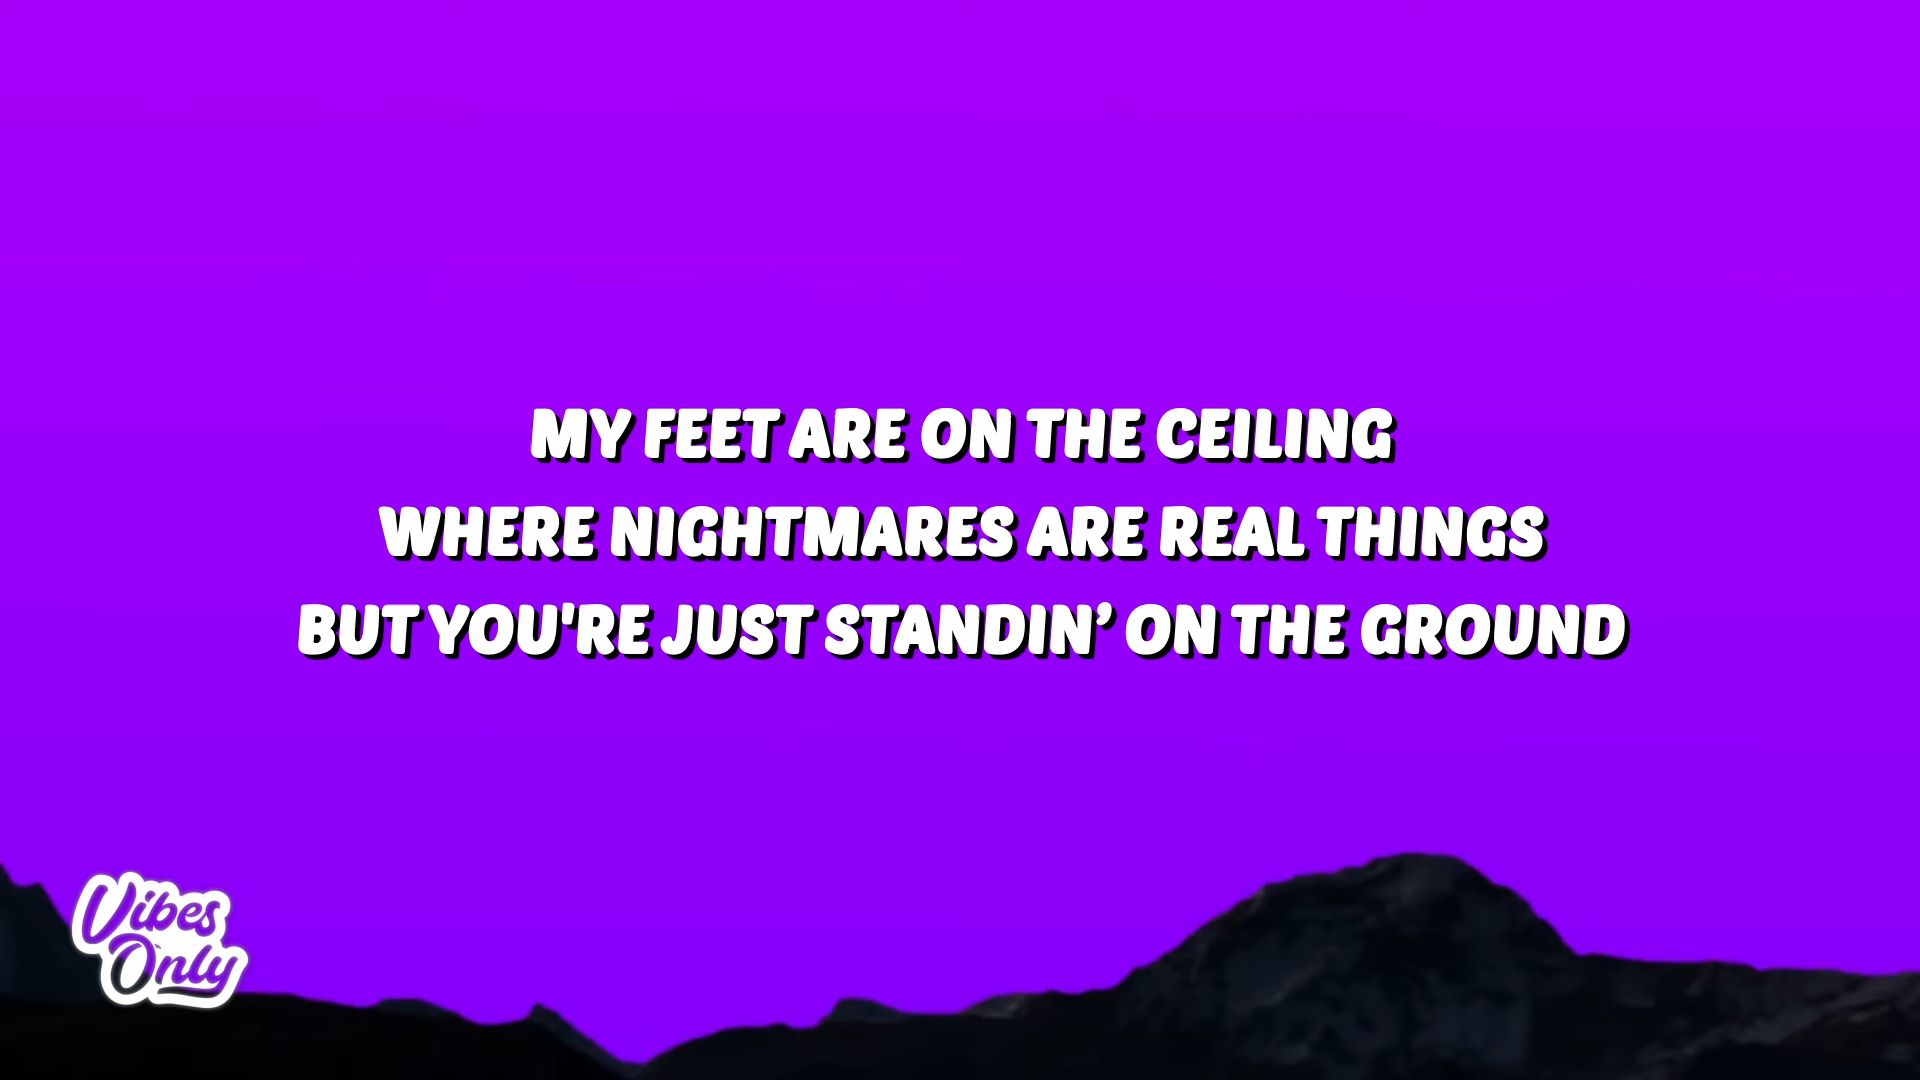 MY FEET ARE ON THE CEILING
WHERE NIGHTMARES ARE REAL THINGS
BUT YOU'RE JUST STANDIN’ ON THE GROUND
Vibes
Only